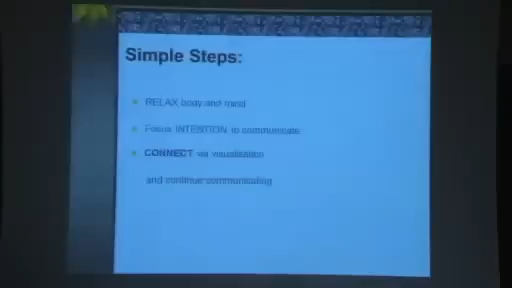 Simple Steps:
RELAX body and mind
Focus INTENTION to communicate
CONNECT via visualisation
and continue communicating